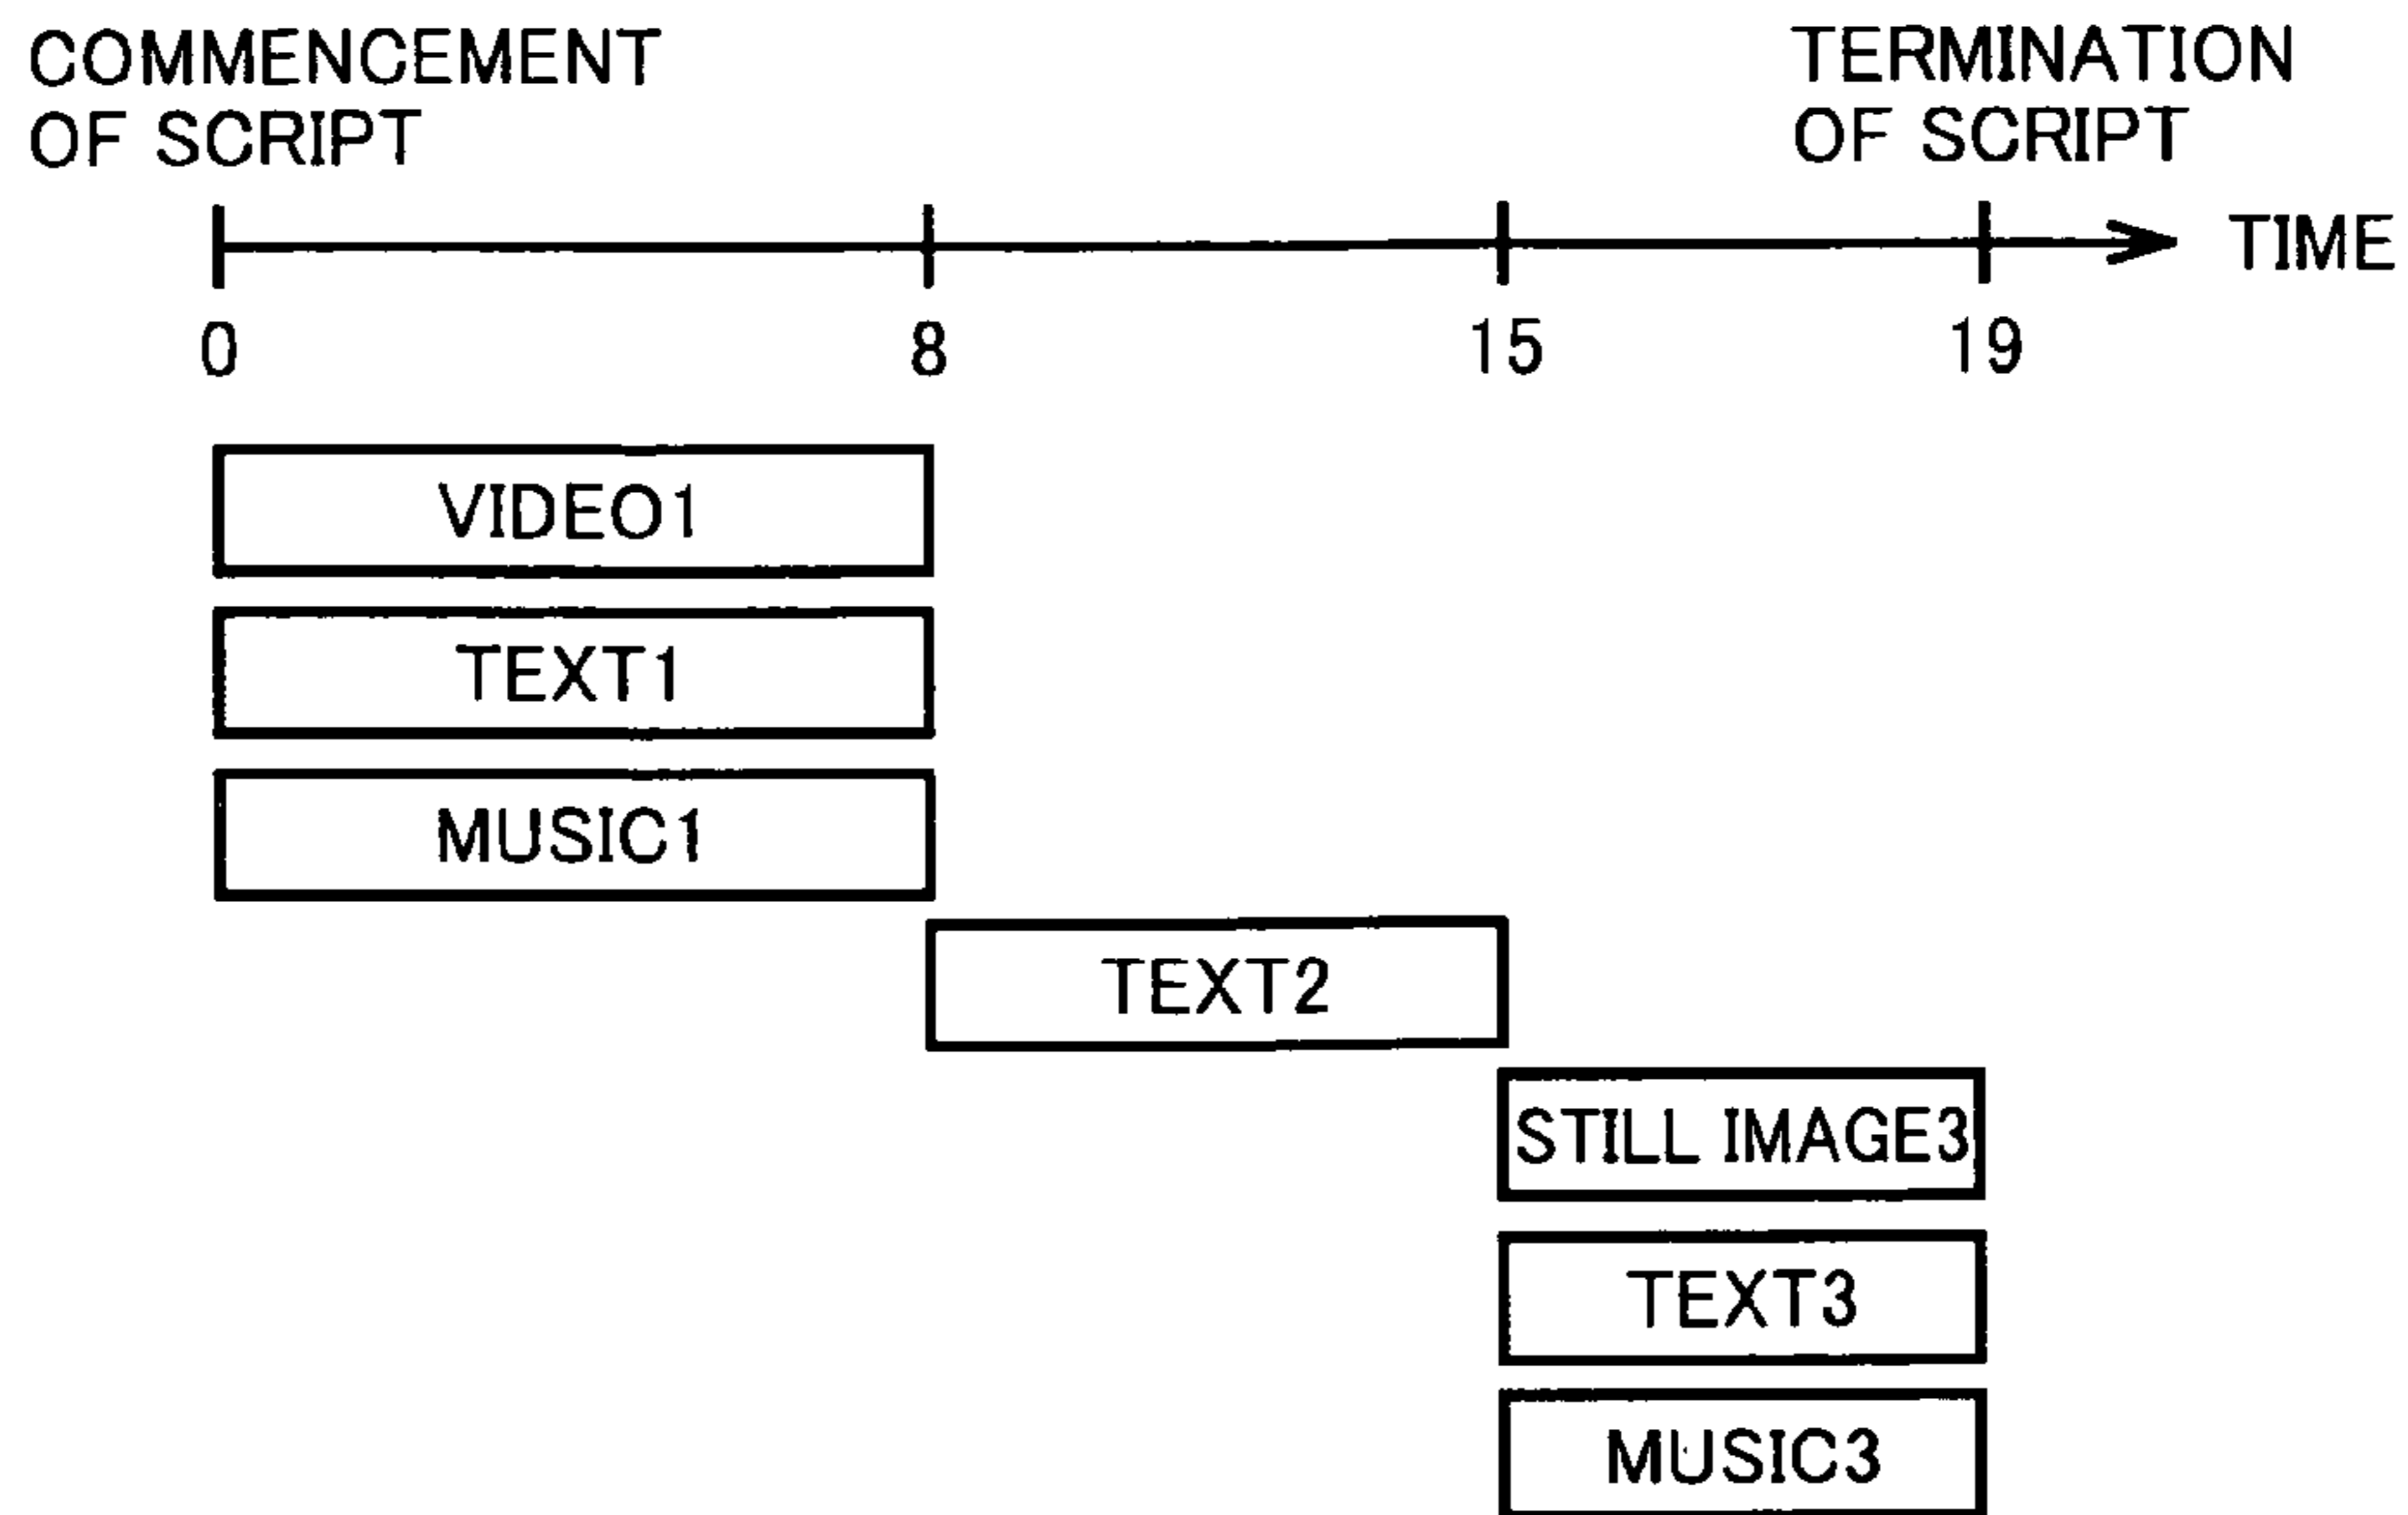 COMMENCEMENT
OF SCRIPT
TERMINATION
OF SCRIPT
TIME
0 8 15 19
VIDEO1
TEXT1
MUSIC1
TEXT2
STILL IMAGE3
TEXT3
MUSIC3